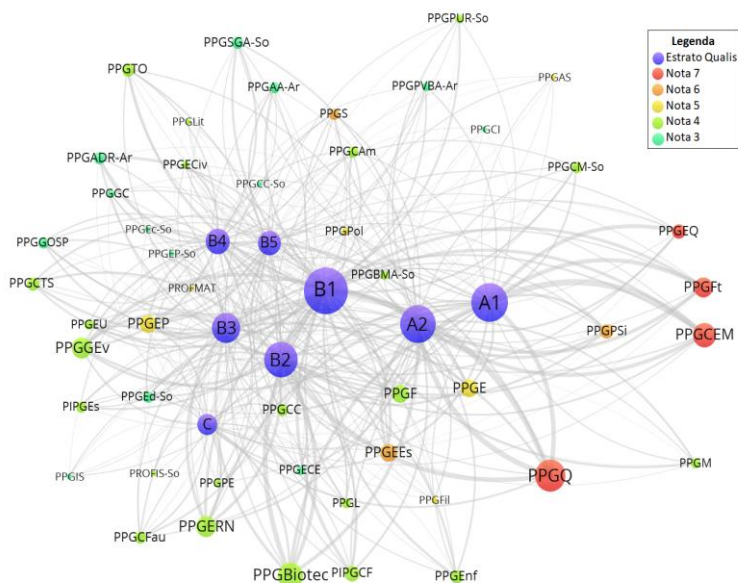 PPGPUR-So
PPGSGA-So
Legenda
Estrato Qualis
Nota 7
Nota 6
Nota 5
Nota 4
Nota 3
PPGTO
PPGAA-Ar
PPGPVBA-Ar
PPGAS
PPGLit
PPGS
PPGCI
PPGADR-Ar
PPGECiv
PPGCAm
PPGCM-So
PPGGC
PPGCC-So
PPGEc-So
PPGPol
PPGEQ
PPGGOSP
B4
B5
PPGEP-So
PPGCTS
PROFMAT
PPGBMA-So
PPGFt
B1
A1
PPGEU
PPGEP
B3
A2
PPGPSi
PPGCEM
PPGGEv
B2
PIPGEs
PPGEd-So
PPGF
PPGE
C
PPGCC
PPGEEs
PPGIS
PROFIS-So
PPGECE
PPGQ
PPGM
PPGPE
PPGERN
PPGL
PPGFil
PPGCFau
PPGBiotec
PIPGCF
PPGEnf